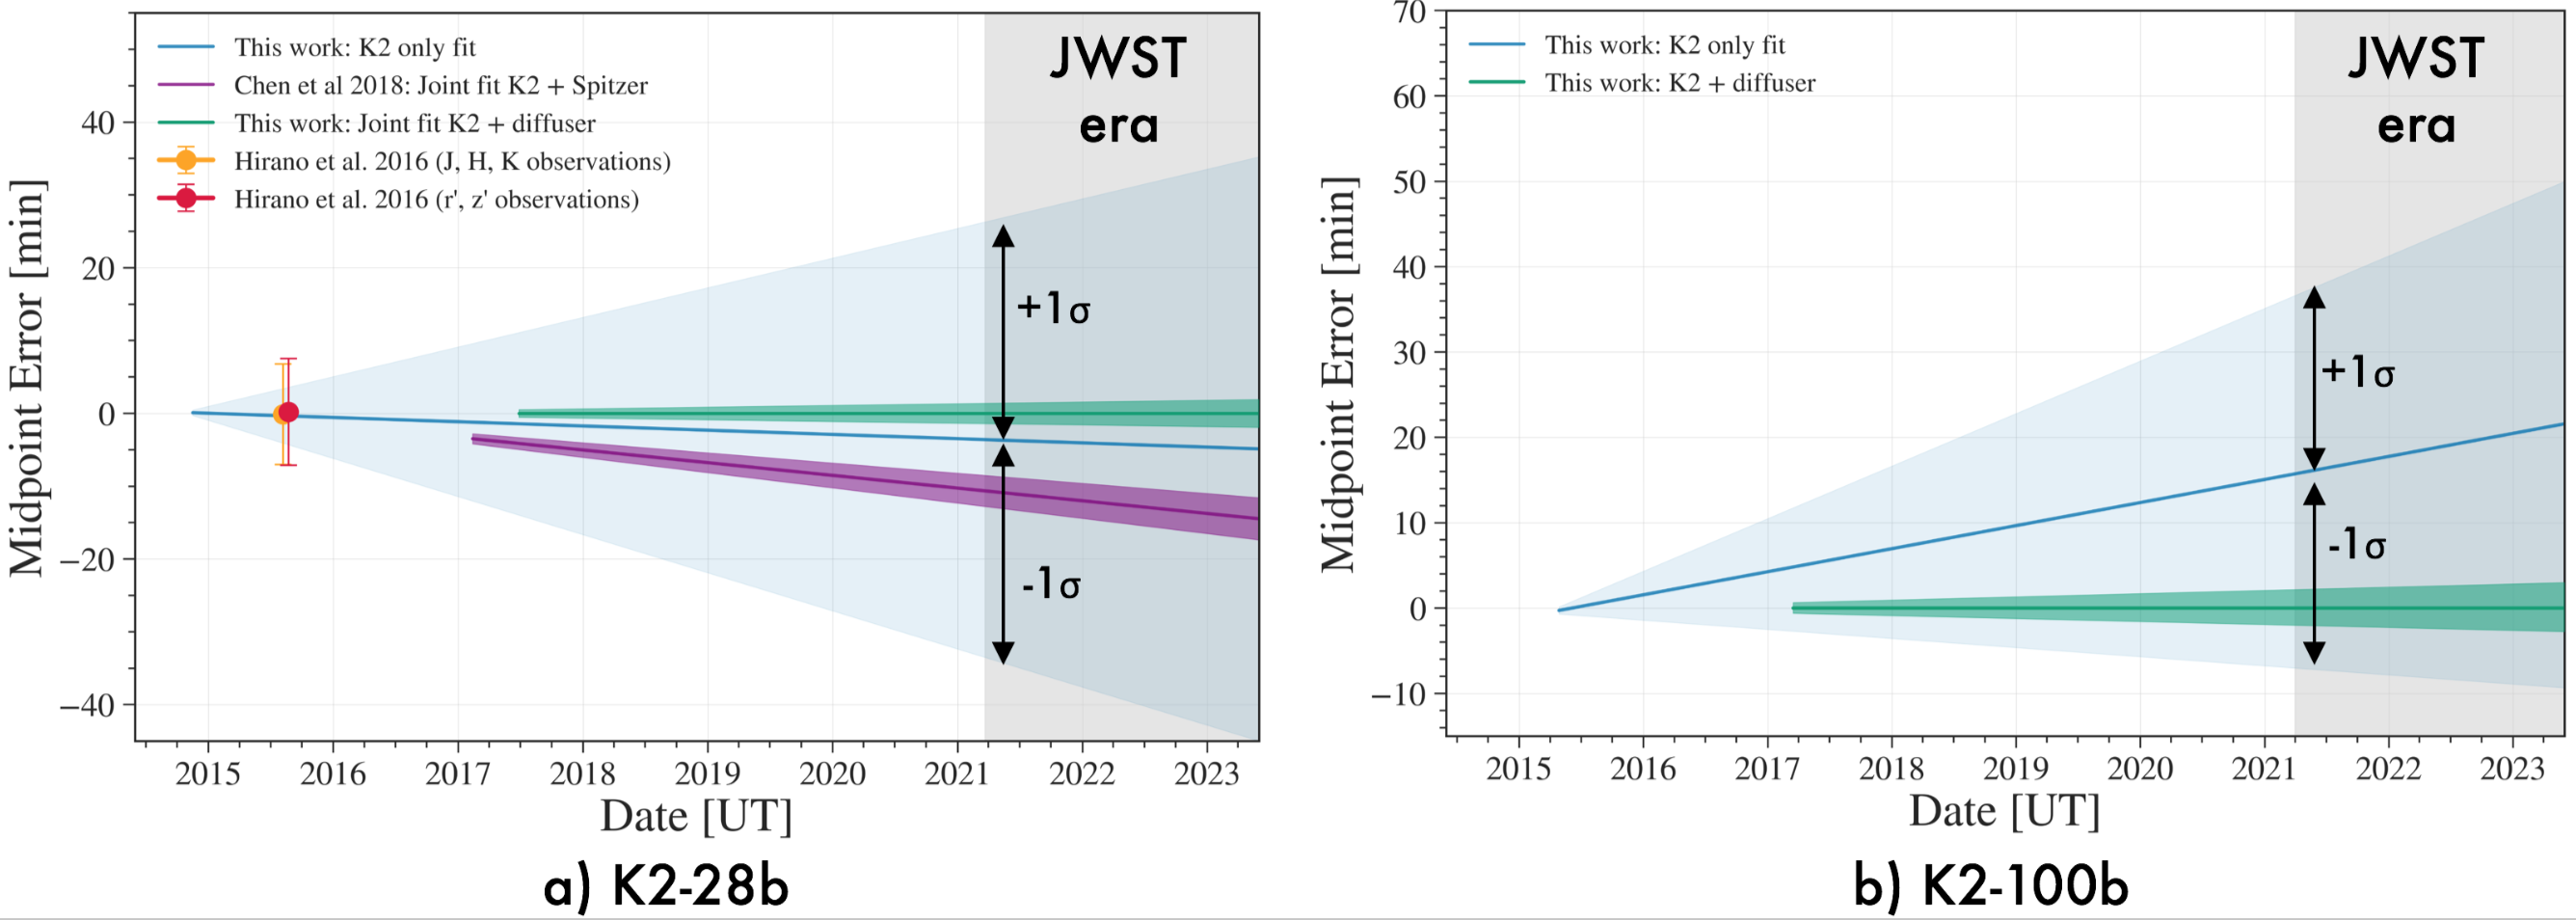 This work: K2 only fit
Chen et al 2018: Joint fit K2 + Spitzer
This work: Joint fit K2 + diffuser
Hirano et al. 2016 (J, H, K observations)
Hirano et al. 2016 (r', z' observations)
JWST
era
+1σ
-1σ
40
20
0
−20
−40
Midpoint Error [min]
2015 2016 2017 2018 2019 2020 2021 2022 2023
Date [UT]
a) K2-28b
This work: K2 only fit
This work: K2 + diffuser
JWST
era
+1σ
-1σ
70
60
50
40
30
20
10
0
−10
Midpoint Error [min]
2015 2016 2017 2018 2019 2020 2021 2022 2023
Date [UT]
b) K2-100b